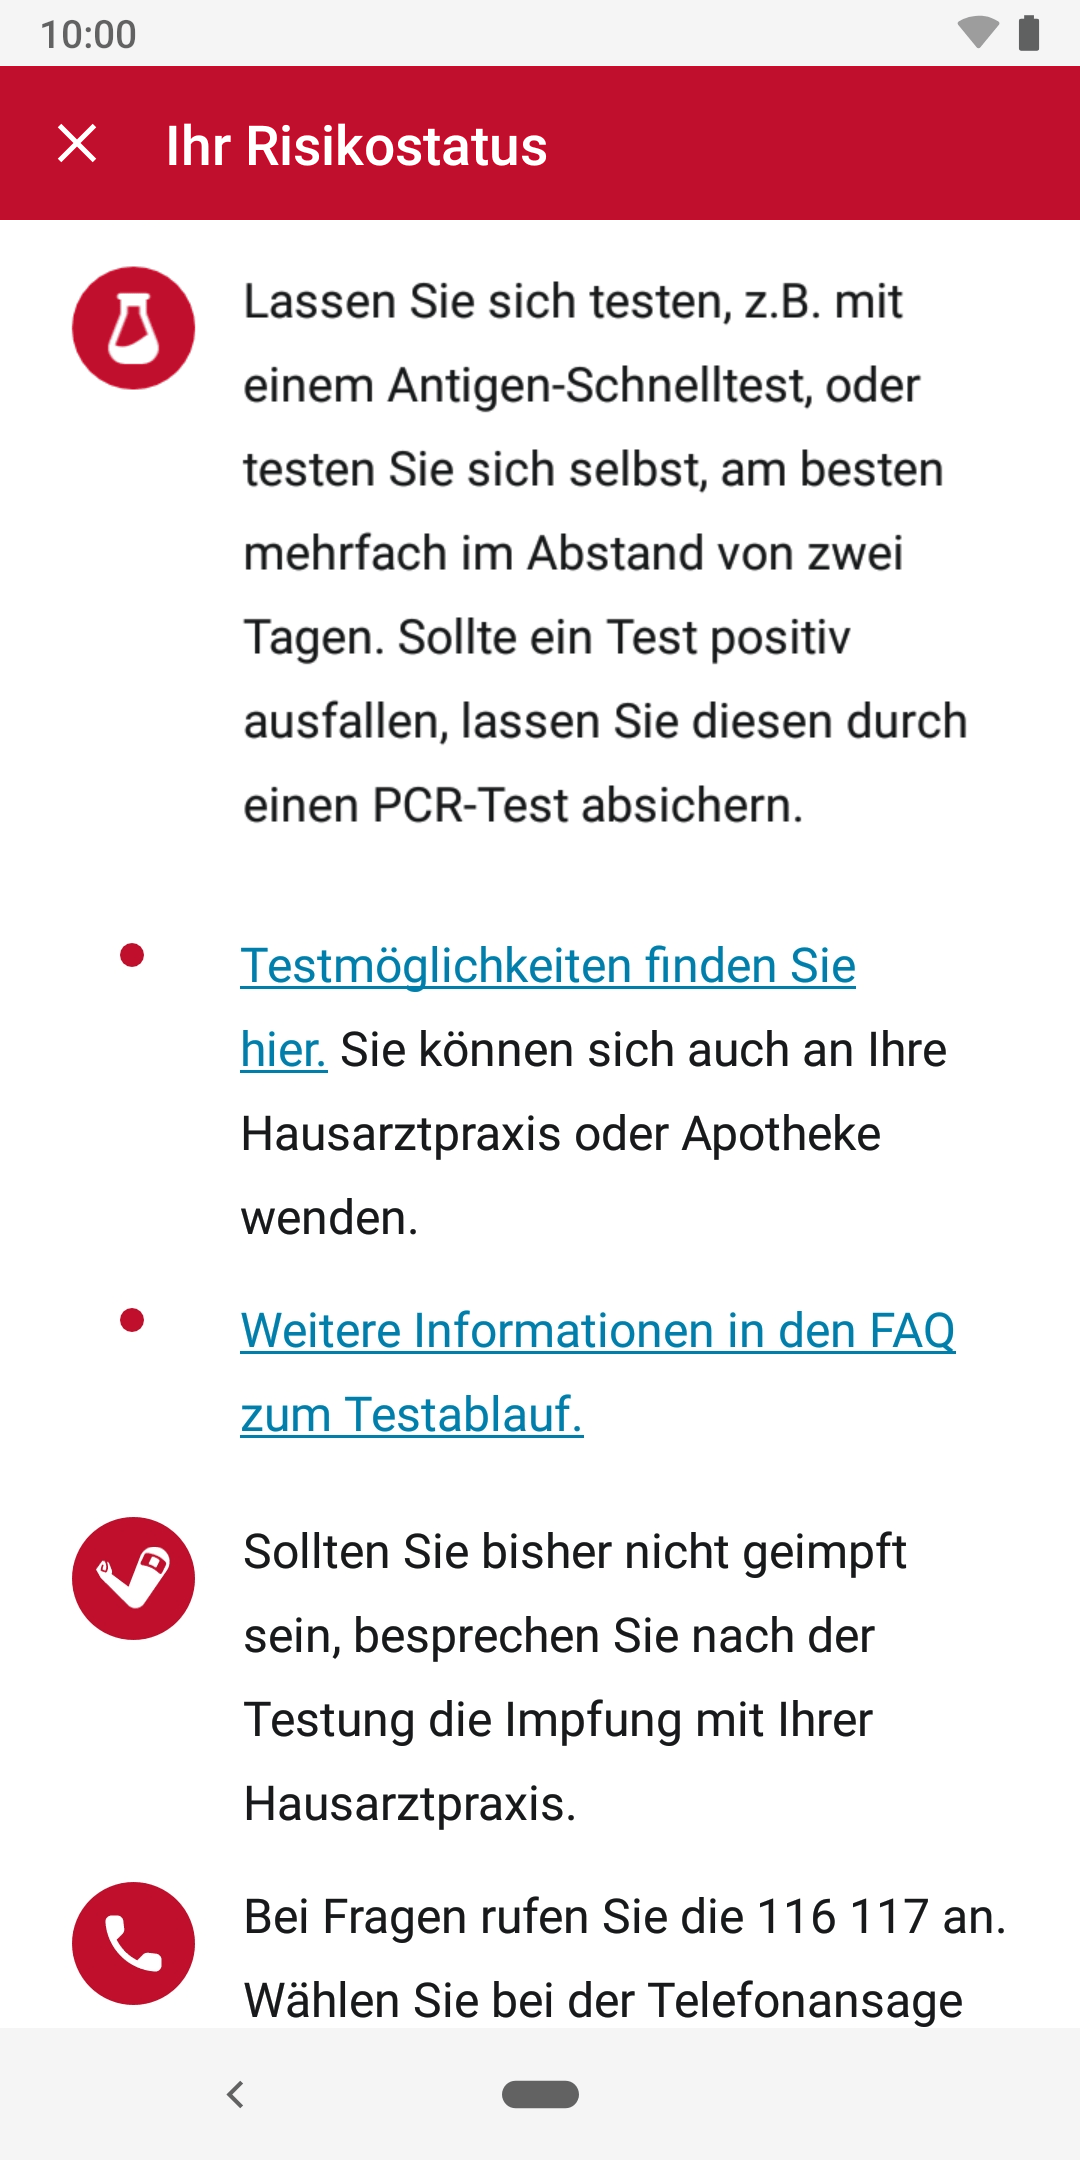 10:00
Ihr Risikostatus
Lassen Sie sich testen, z.B. mit
einem Antigen-Schnelltest, oder
testen Sie sich selbst, am besten
mehrfach im Abstand von zwei
Tagen. Sollte ein Test positiv
ausfallen, lassen Sie diesen durch
einen PCR-Test absichern.
Testmöglichkeiten finden Sie
hier. Sie können sich auch an Ihre
Hausarztpraxis oder Apotheke
wenden.
Weitere Informationen in den FAQ
zum Testablauf.
Sollten Sie bisher nicht geimpft
sein, besprechen Sie nach der
Testung die Impfung mit Ihrer
Hausarztpraxis.
Bei Fragen rufen Sie die 116 117 an.
Wählen Sie bei der Telefonansage